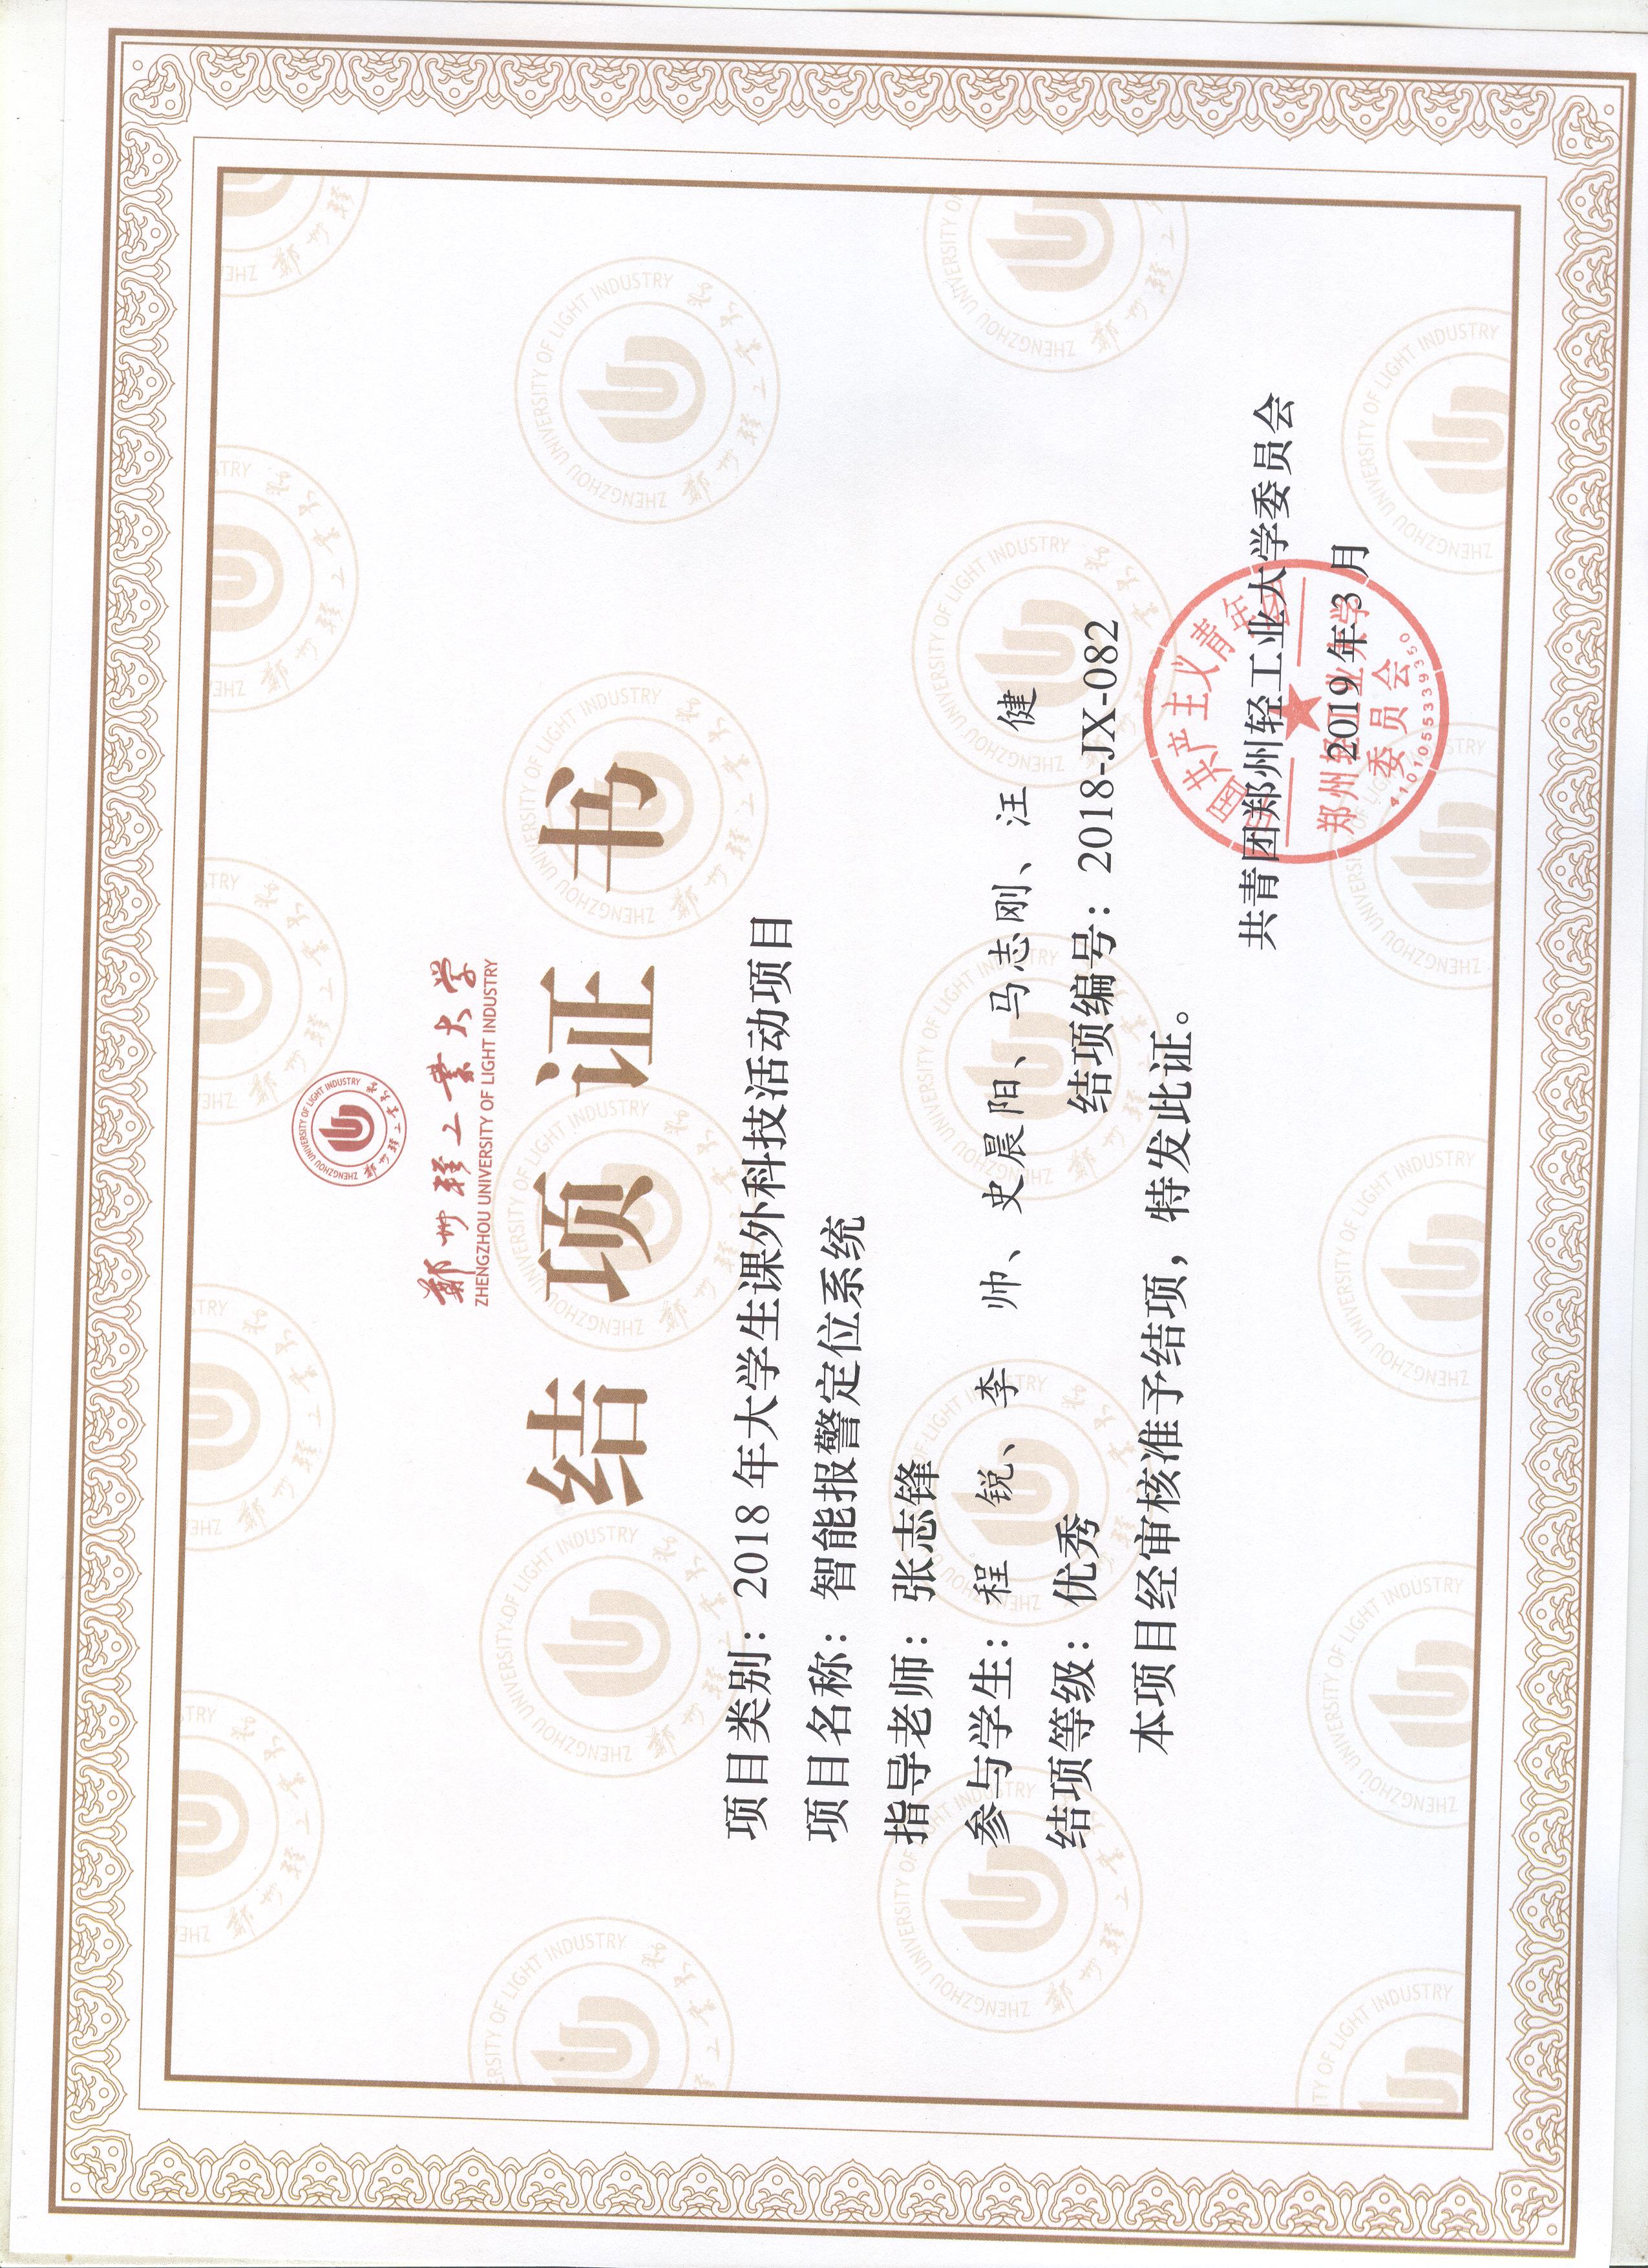 ZHENGZHOU UNIVERSITY OF LIGHT INDUSTRY
郑州轻工业大学
郑州轻工业大学
ZHENGZHOU UNIVERSITY OF LIGHT INDUSTRY
结项证书
项目类别：2018 年大学生课外科技活动项目
项目名称：智能报警定位系统
指导老师：张志锋
参与学生：程　锐、李　帅、史晨阳、马志刚、汪　健
结项等级：优秀　结项编号：2018-JX-082
本项目经审核准予结项，特发此证。
共青团郑州轻工业大学委员会
2019 年 3 月
中国共产主义青年团
郑州轻工业大学
委员会
4101055339350